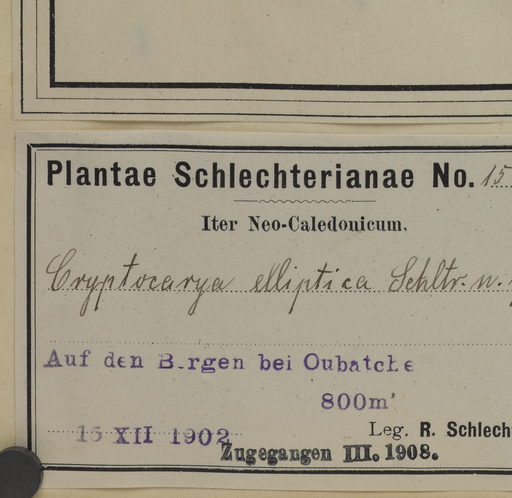 Plantae Schlechterianae No. 15
Iter Neo-Caledonicum.
Cryptocarya elliptica Schltr. n.
Auf den Bergen bei Oubatche
800m
15 XII 1902
Leg. R. Schlech
Zugegangen III. 1908.